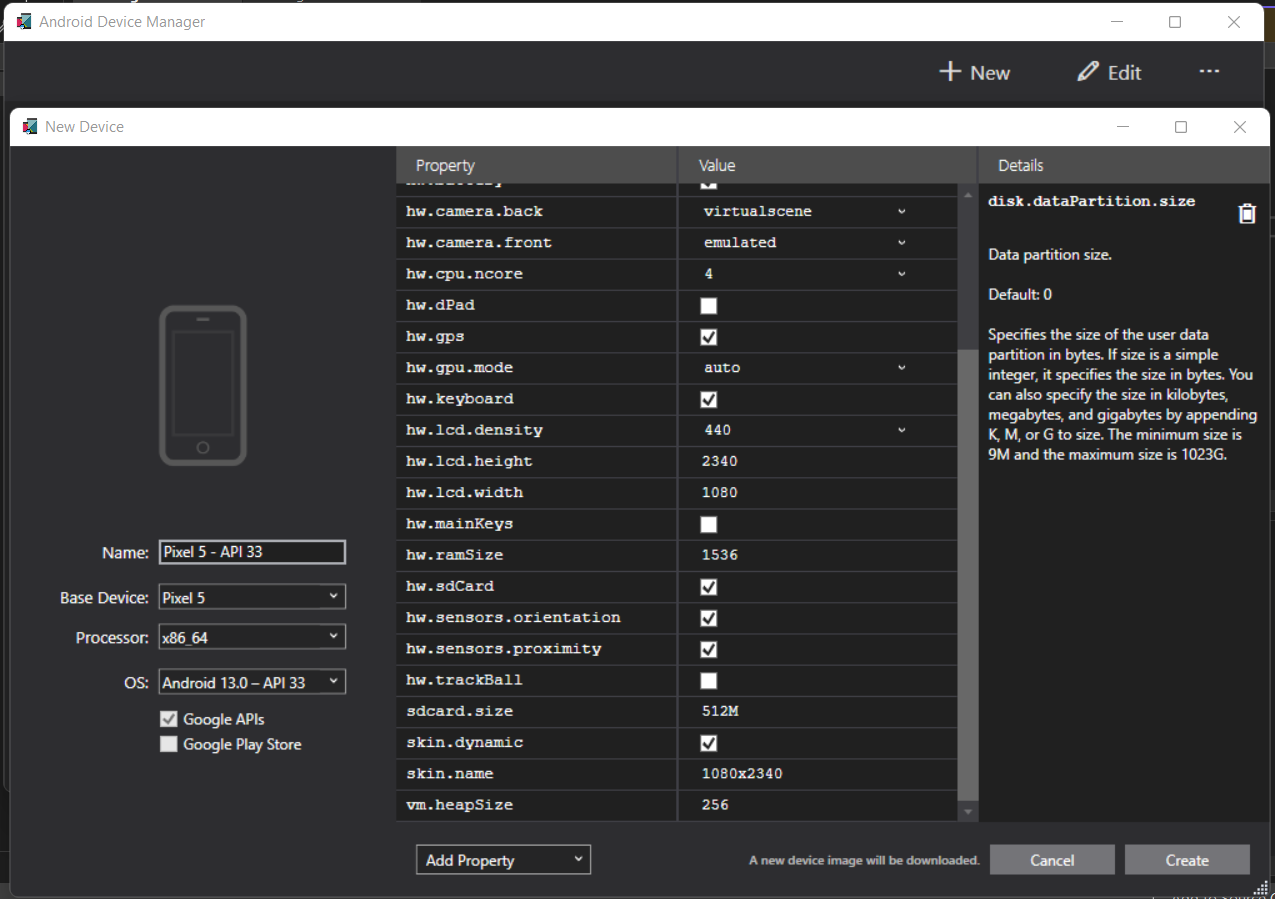 Android Device Manager
New Edit ...
New Device
Property Value Details
hw.camera.back virtualscene
hw.camera.front emulated
hw.cpu.ncore 4
hw.dPad
hw.gps
hw.gpu.mode auto
hw.keyboard
hw.lcd.density 440
hw.lcd.height 2340
hw.lcd.width 1080
hw.mainKeys
hw.ramSize 1536
hw.sdCard
hw.sensors.orientation
hw.sensors.proximity
hw.trackBall
sdcard.size 512M
skin.dynamic
skin.name 1080x2340
vm.heapSize 256
disk.dataPartition.size
Data partition size.
Default: 0
Specifies the size of the user data
partition in bytes. If size is a simple
integer, it specifies the size in bytes. You
can also specify the size in kilobytes,
megabytes, and gigabytes by appending
K, M, or G to size. The minimum size is
9M and the maximum size is 1023G.
Name: Pixel 5 - API 33
Base Device: Pixel 5
Processor: x86_64
OS: Android 13.0 – API 33
Google APIs
Google Play Store
Add Property
A new device image will be downloaded.
Cancel
Create